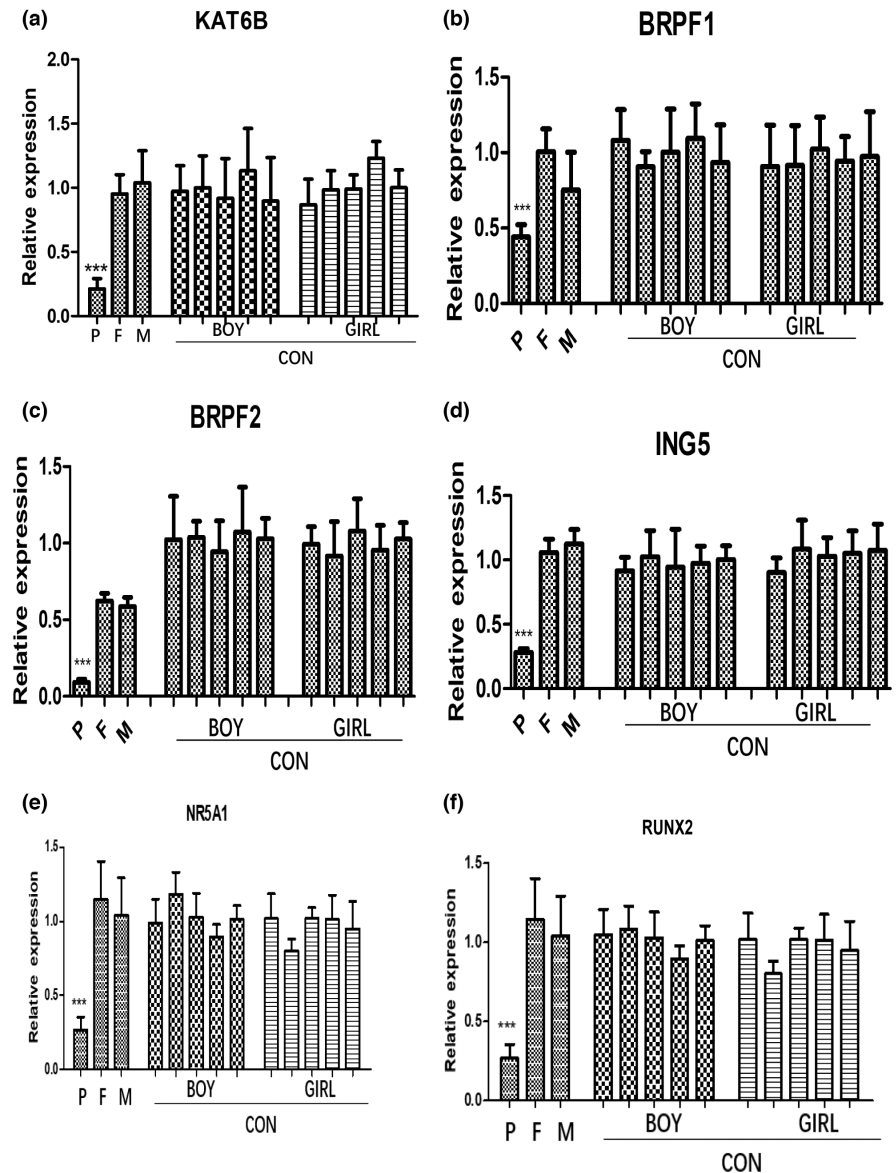 (a)
KAT6B
Relative expression
2.0
1.5
1.0
0.5
0.0
***
P F M BOY GIRL
CON
(b)
BRPF1
Relative expression
1.5
1.0
0.5
0.0
***
P F M BOY GIRL
CON
(c)
BRPF2
Relative expression
1.5
1.0
0.5
0.0
***
P F M BOY GIRL
CON
(d)
ING5
Relative expression
1.5
1.0
0.5
0.0
***
P F M BOY GIRL
CON
(e)
NR5A1
Relative expression
1.5
1.0
0.5
0.0
***
P F M BOY GIRL
CON
(f)
RUNX2
Relative expression
1.5
1.0
0.5
0.0
***
P F M BOY GIRL
CON